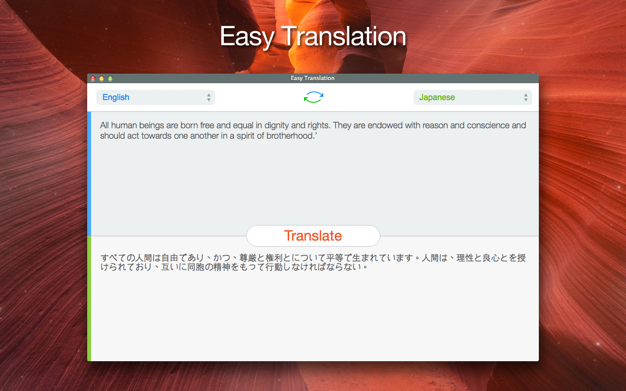 Easy Translation
Easy Translation
English
Japanese
All human beings are born free and equal in dignity and rights. They are endowed with reason and conscience and
should act towards one another in a spirit of brotherhood.'
Translate
すべての人間は自由であり、かつ、尊厳と権利とについて平等で生まれています。人間は、理性と良心とを授
けられており、互いに同胞の精神をもつて行動しなければならない。